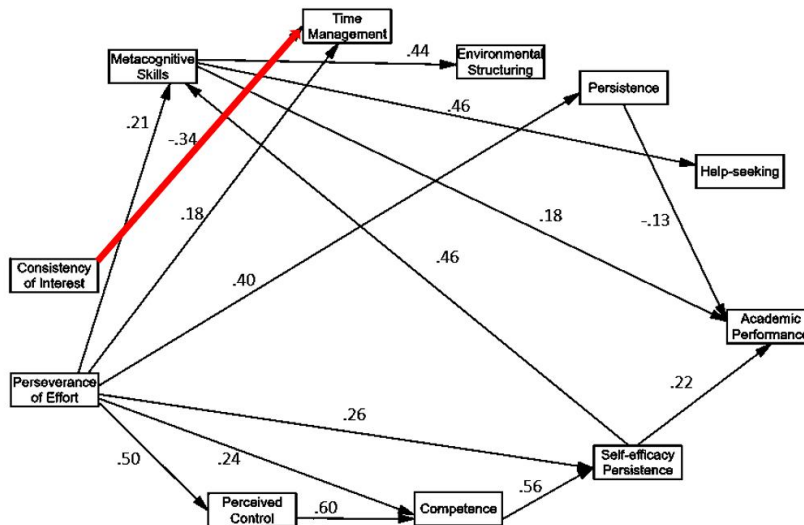 Time
Management
Metacognitive
Skills
.44
Environmental
Structuring
Persistence
.46
.21
-.34
Help-seeking
.18
.18
-.13
Consistency
of Interest
.40
.46
Academic
Performance
Perseverance
of Effort
.22
.26
Self-efficacy
Persistence
.50
.24
.56
Perceived
Control
.60
Competence